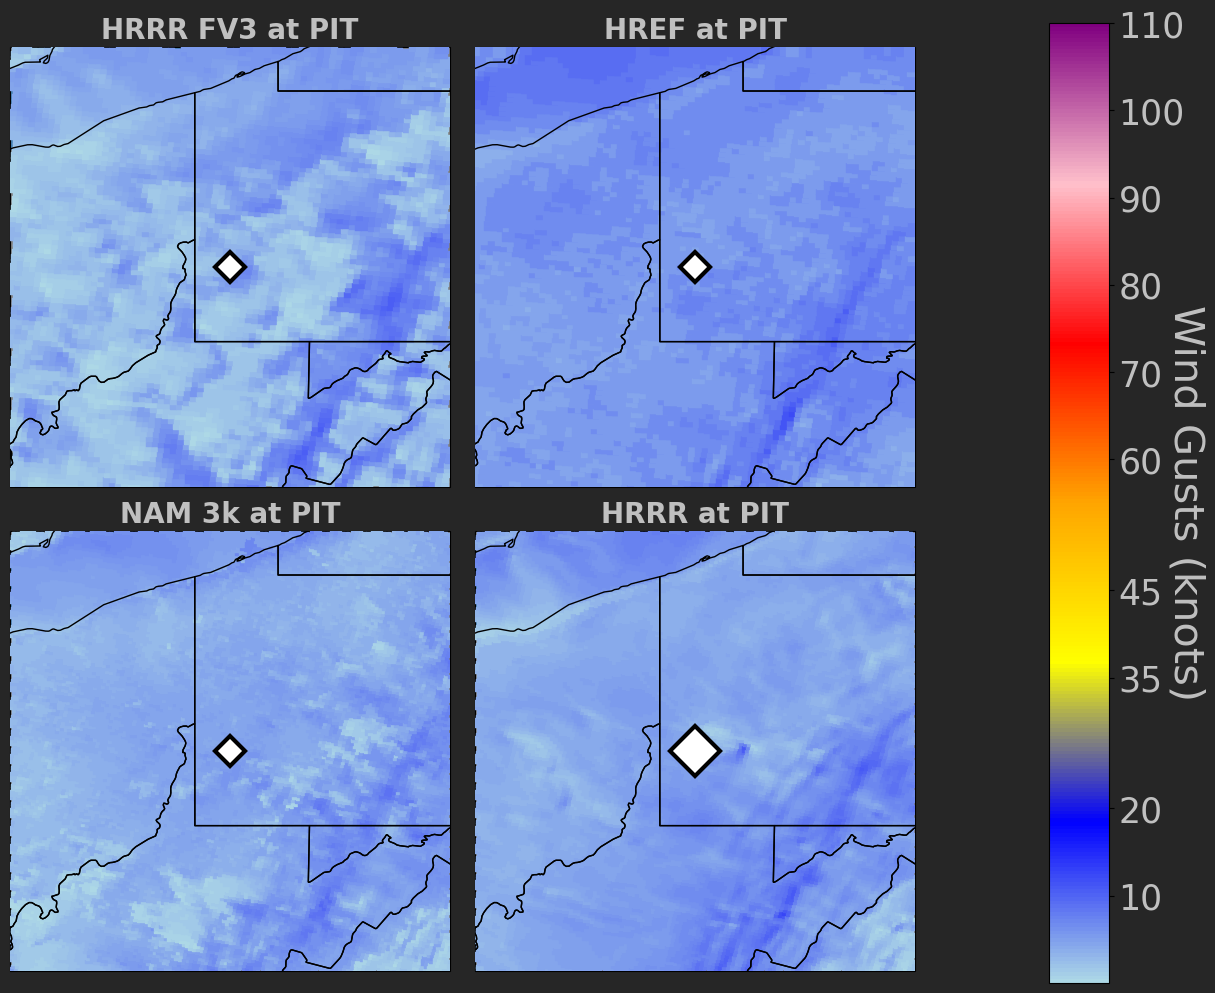 HRRR FV3 at PIT
HREF at PIT
NAM 3k at PIT
HRRR at PIT
110
100
90
80
70
60
45
35
20
10
Wind Gusts (knots)